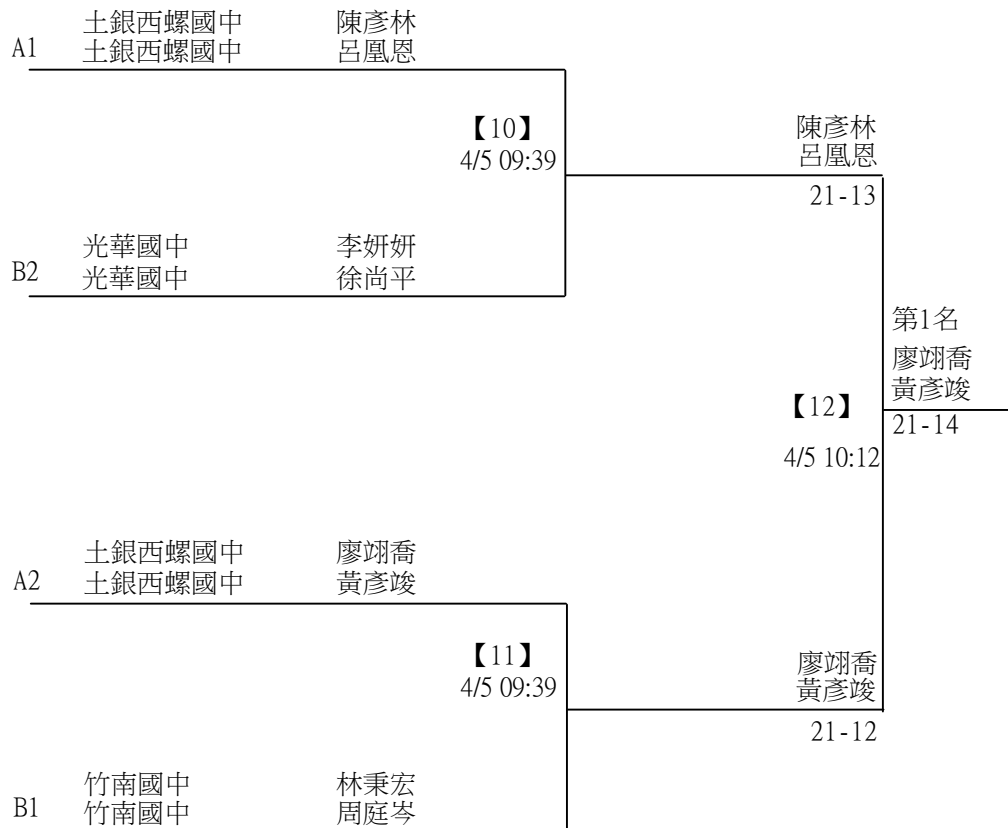 土銀西螺國中 陳彥林
A1 土銀西螺國中 呂凰恩
【10】
4/5 09:39
陳彥林
呂凰恩
21-13
光華國中 李妍妍
B2 光華國中 徐尚平
第1名
廖翊喬
黃彥竣
21-14
【12】
4/5 10:12
土銀西螺國中 廖翊喬
A2 土銀西螺國中 黃彥竣
【11】
4/5 09:39
廖翊喬
黃彥竣
21-12
竹南國中 林秉宏
B1 竹南國中 周庭岑